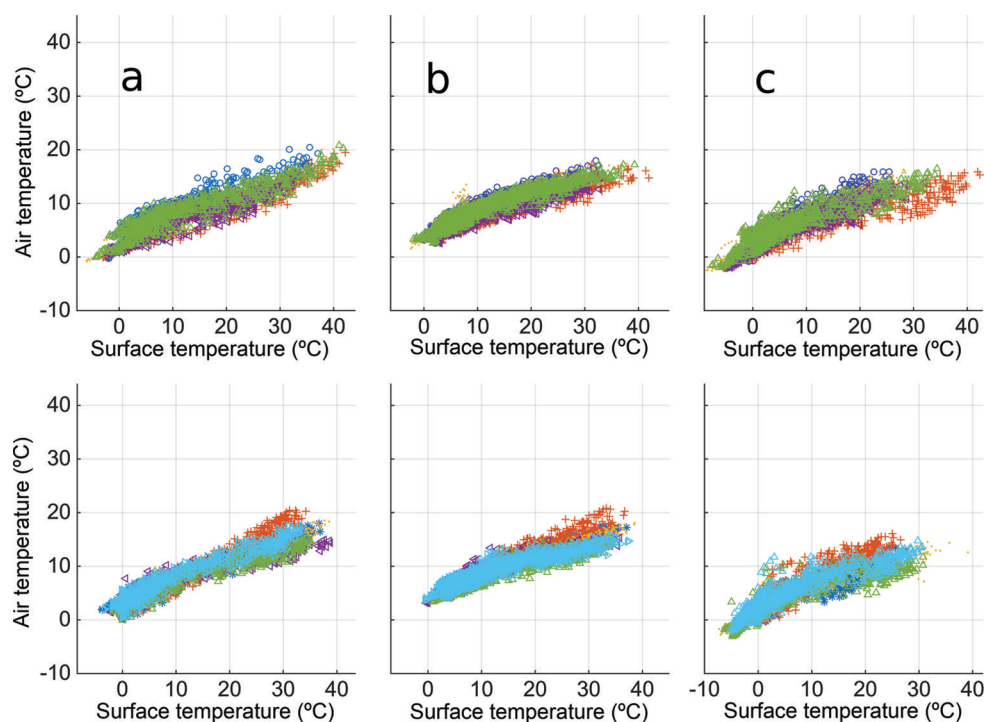 40
30
20
10
0
-10
Air temperature (ºC)
a
b
c
0 10 20 30 40
0 10 20 30 40
0 10 20 30 40
Surface temperature (ºC)
Surface temperature (ºC)
Surface temperature (ºC)
40
30
20
10
0
-10
Air temperature (ºC)
0 10 20 30 40
0 10 20 30 40
-10 0 10 20 30 40
Surface temperature (ºC)
Surface temperature (ºC)
Surface temperature (ºC)